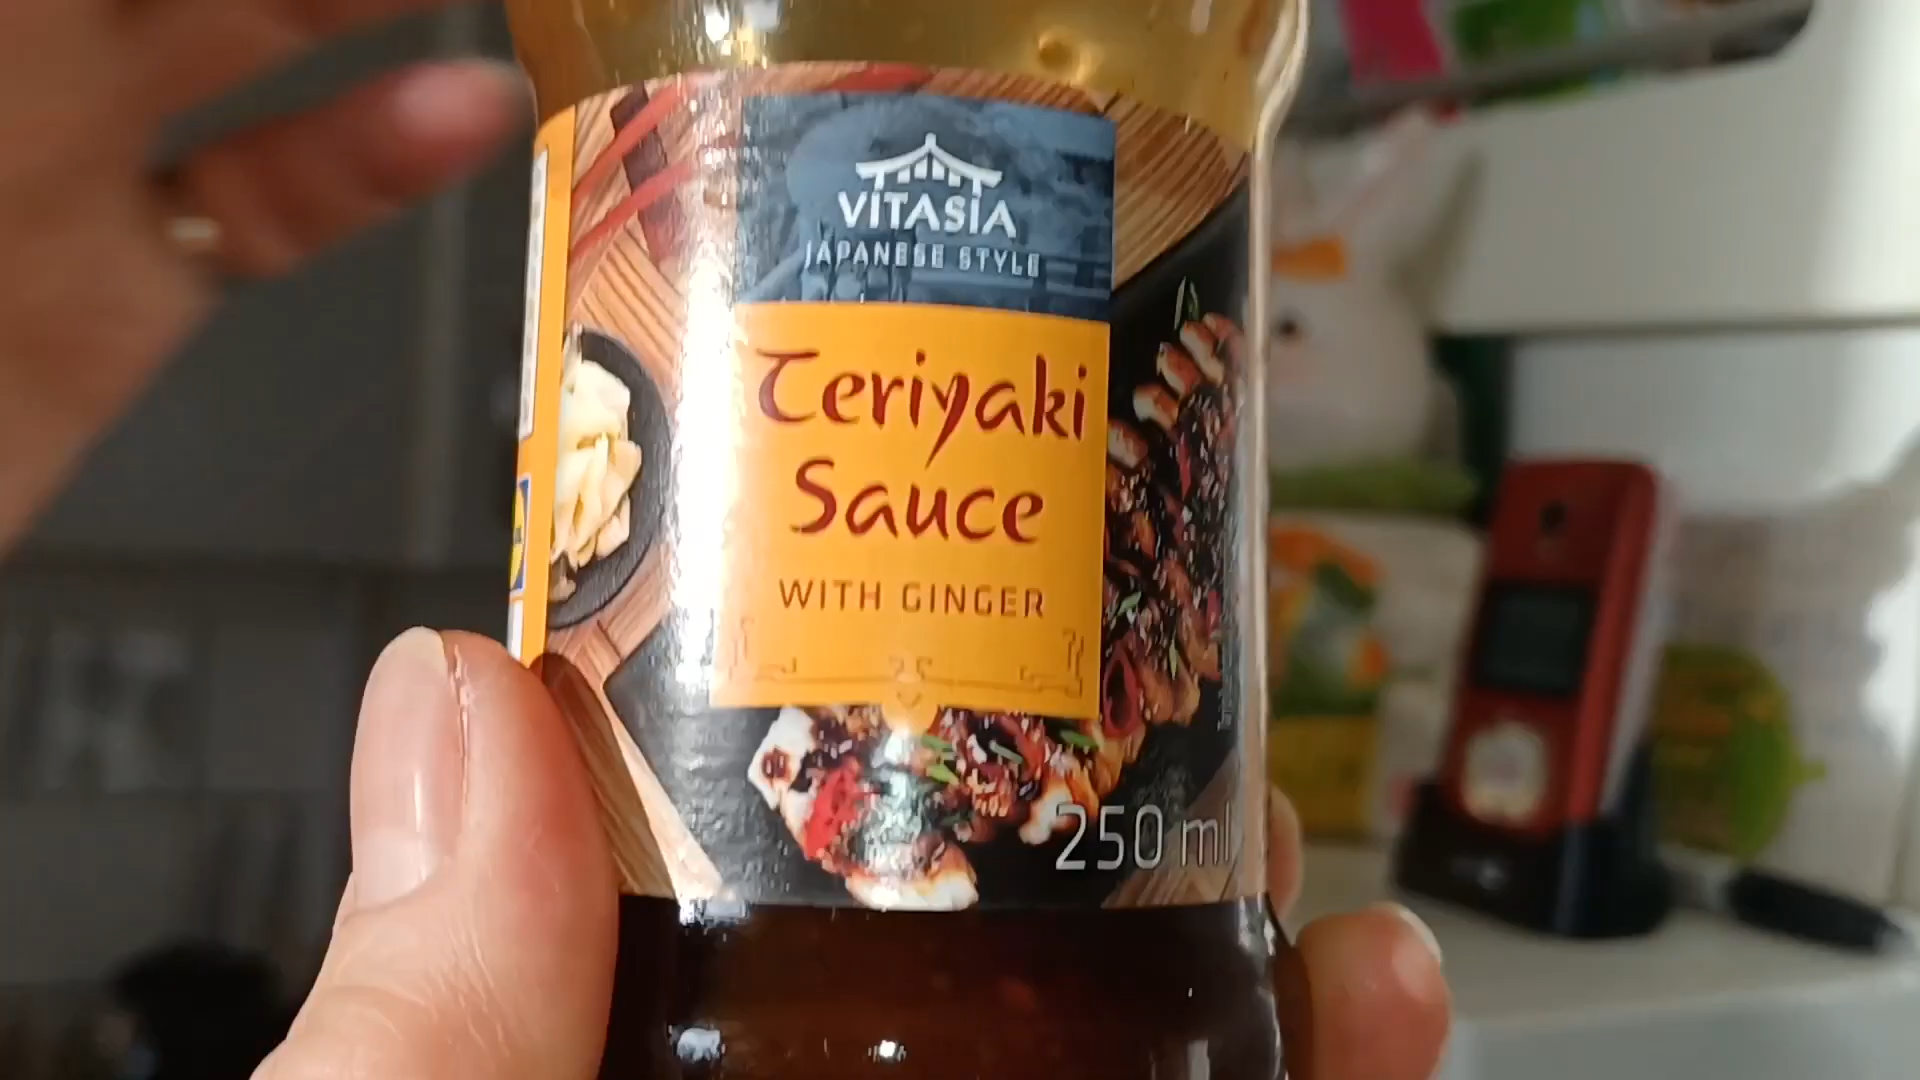 VITASIA
JAPANESE STYLE
Teriyaki
Sauce
WITH GINGER
250 ml